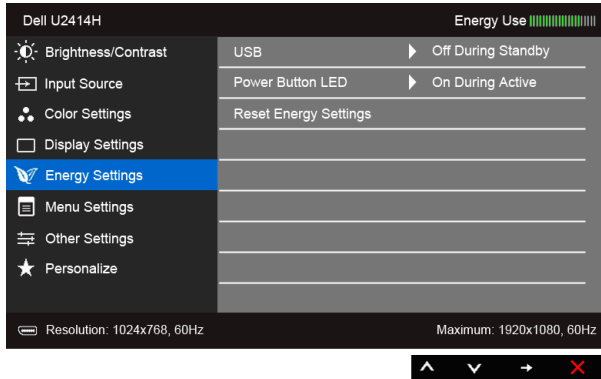 Dell U2414H Energy Use
Brightness/Contrast USB Off During Standby
Input Source Power Button LED On During Active
Color Settings Reset Energy Settings
Display Settings
Energy Settings
Menu Settings
Other Settings
Personalize
Resolution: 1024x768, 60Hz Maximum: 1920x1080, 60Hz